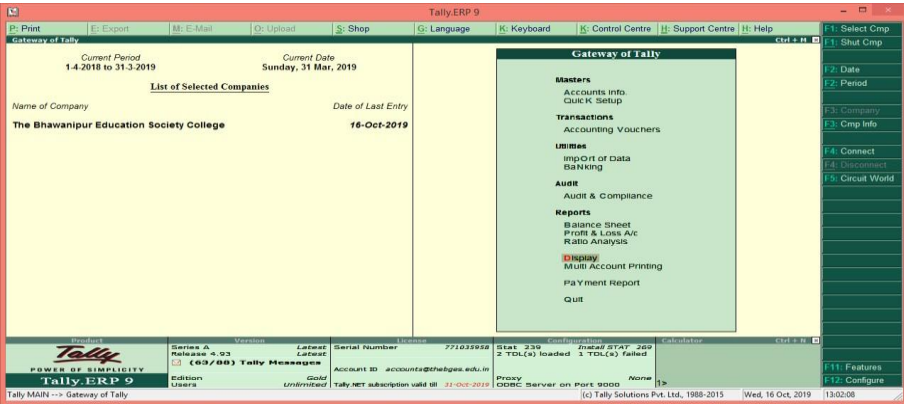 Tally.ERP 9
P: Print E: Export M: E-Mail O: Upload S: Shop G: Language K: Keyboard K: Control Centre H: Support Centre H: Help
Gateway of Tally Ctrl + M
Current Period Current Date
1-4-2018 to 31-3-2019 Sunday, 31 Mar, 2019
List of Selected Companies
Name of Company Date of Last Entry
The Bhawanipur Education Society College 16-Oct-2019
Gateway of Tally
Masters
Accounts Info.
QuicK Setup
Transactions
Accounting Vouchers
Utilities
ImpOrt of Data
BaNking
Audit
Audit & Compliance
Reports
Balance Sheet
Profit & Loss A/c
Ratio Analysis
Display
Multi Account Printing
PaYment Report
Quit
F1: Select Cmp
F1: Shut Cmp
F2: Date
F2: Period
F3: Company
F3: Cmp Info
F4: Connect
F4: Disconnect
F5: Circuit World
F11: Features
F12: Configure
Product
Tally
POWER OF SIMPLICITY
Tally.ERP 9
Version
Series A Latest
Release 4.93 Latest
(63/88) Tally Messages
Edition Gold
Users Unlimited
License
Serial Number 771035958
Account ID accounts@thebges.edu.in
Tally.NET subscription valid till 31-Oct-2019
Configuration
Stat 239 Install STAT 269
2 TDL(s) loaded 1 TDL(s) failed
Proxy None
ODBC Server on Port 9000
Calculator Ctrl + N
1>
Tally MAIN --> Gateway of Tally (c) Tally Solutions Pvt. Ltd., 1988-2015 Wed, 16 Oct, 2019 13:02:08